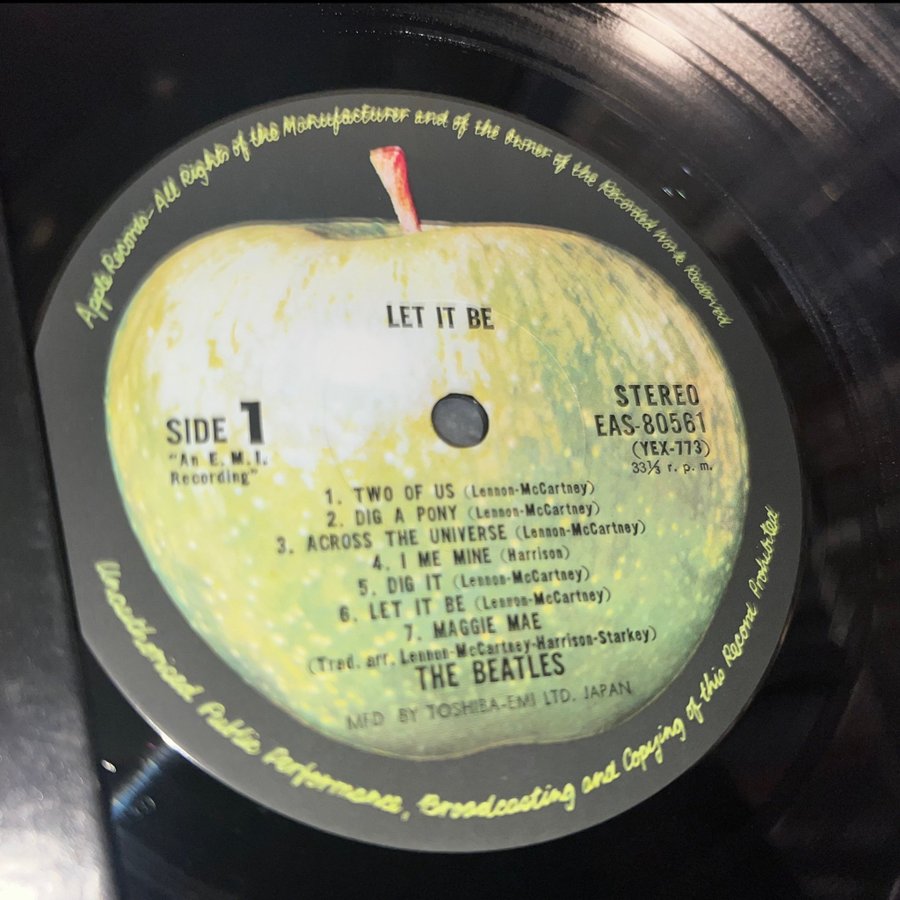 Apple Records-All Rights of the Manufacturer and of the Owner of the Recorded Work Reserved
LET IT BE
SIDE 1
"An E. M. I.
Recording"
STEREO
EAS-80561
(YEX-773)
33⅓ r. p. m.
1. TWO OF US (Lennon-McCartney)
2. DIG A PONY (Lennon-McCartney)
3. ACROSS THE UNIVERSE (Lennon-McCartney)
4. I ME MINE (Harrison)
5. DIG IT (Lennon-McCartney)
6. LET IT BE (Lennon-McCartney)
7. MAGGIE MAE
(Trad. arr. Lennon-McCartney-Harrison-Starkey)
THE BEATLES
MFD BY TOSHIBA-EMI LTD. JAPAN
Unauthorised Public Performance, Broadcasting and Copying of this Record Prohibited